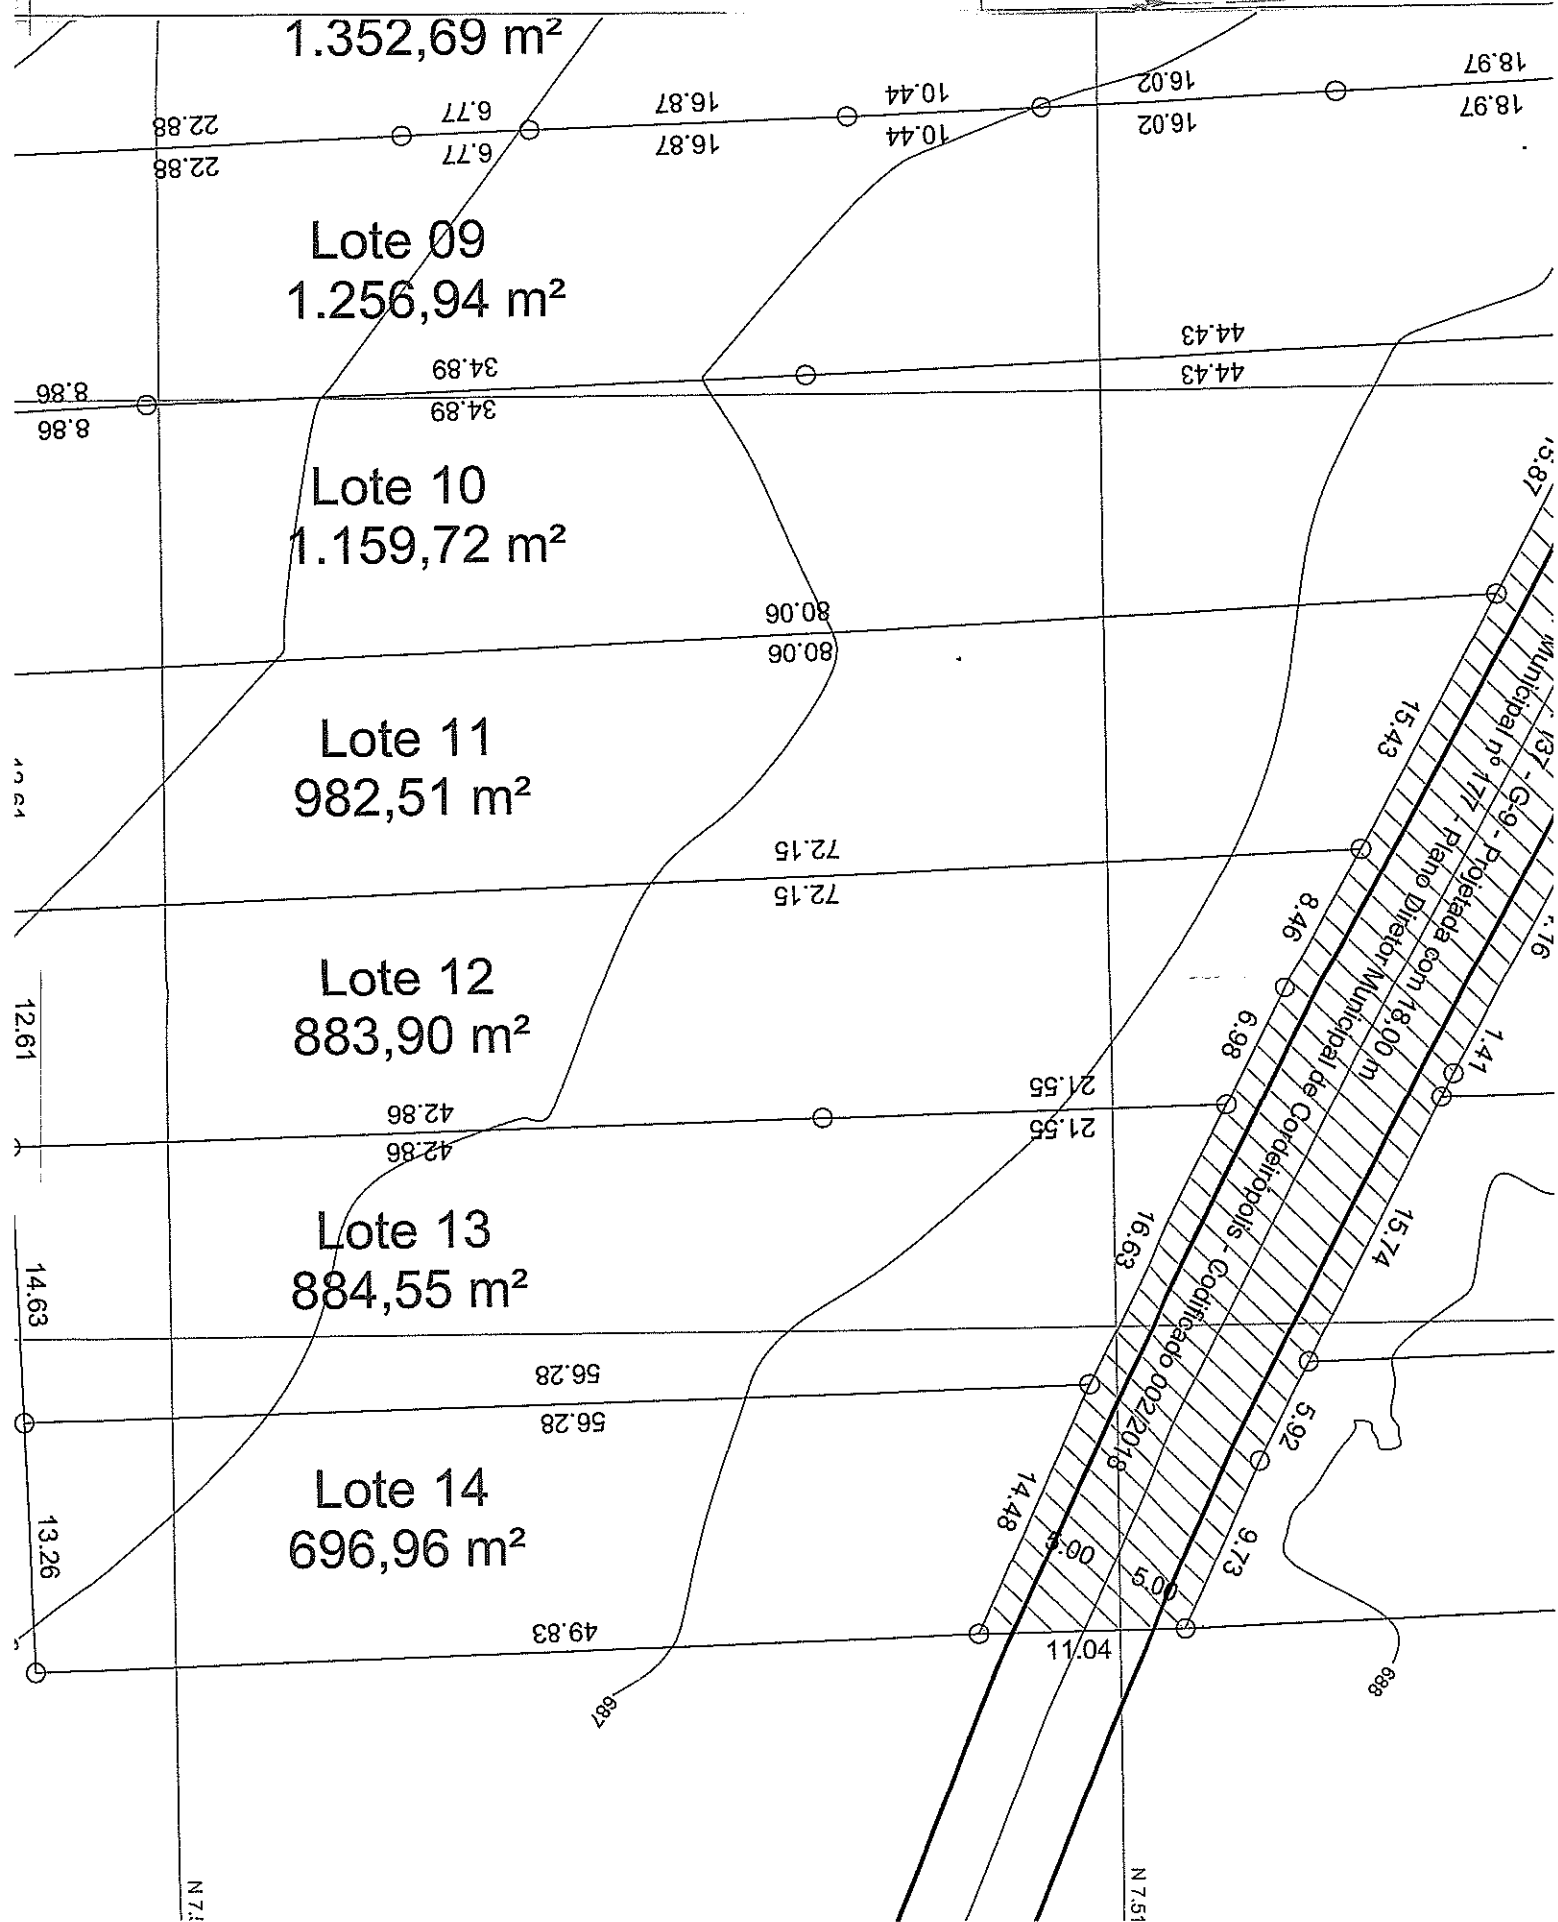 1.352,69 m²
22.88
6.77
16.87
10.44
16.02
18.97
22.88
6.77
16.87
10.44
16.02
18.97
Lote 09
1.256,94 m²
8.86
34.89
44.43
8.86
34.89
44.43
Lote 10
1.159,72 m²
15.87
80.06
80.06
Lote 11
982,51 m²
15.43
72.15
72.15
8.46
Lote 12
883,90 m²
12.61
6.98
42.86
21.55
42.86
21.55
1.41
Lote 13
884,55 m²
14.63
16.63
15.74
56.28
56.28
5.92
Lote 14
696,96 m²
13.26
14.48
9.73
5.00
5.00
49.83
11.04
687
688
G-9 - Projetada com 18,00 m
Municipal nº 177 - Plano Diretor Municipal de Cordeirópolis - Codificado 002/2018
N 7.51